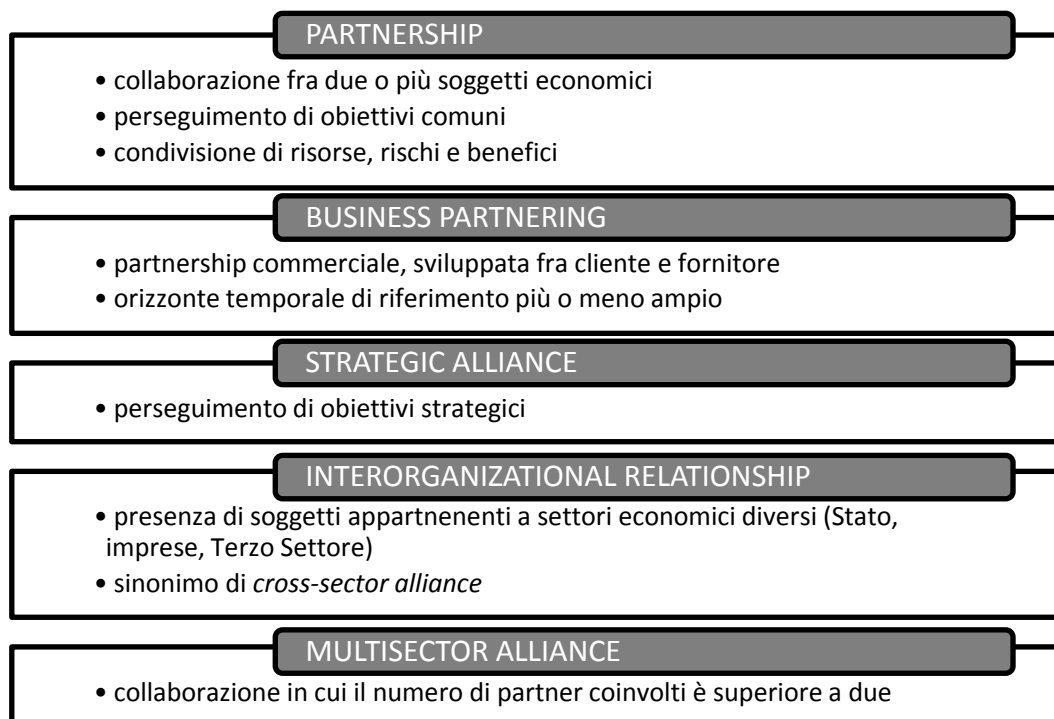 PARTNERSHIP
• collaborazione fra due o più soggetti economici
• perseguimento di obiettivi comuni
• condivisione di risorse, rischi e benefici
BUSINESS PARTNERING
• partnership commerciale, sviluppata fra cliente e fornitore
• orizzonte temporale di riferimento più o meno ampio
STRATEGIC ALLIANCE
• perseguimento di obiettivi strategici
INTERORGANIZATIONAL RELATIONSHIP
• presenza di soggetti appartnenenti a settori economici diversi (Stato,
imprese, Terzo Settore)
• sinonimo di cross-sector alliance
MULTISECTOR ALLIANCE
• collaborazione in cui il numero di partner coinvolti è superiore a due